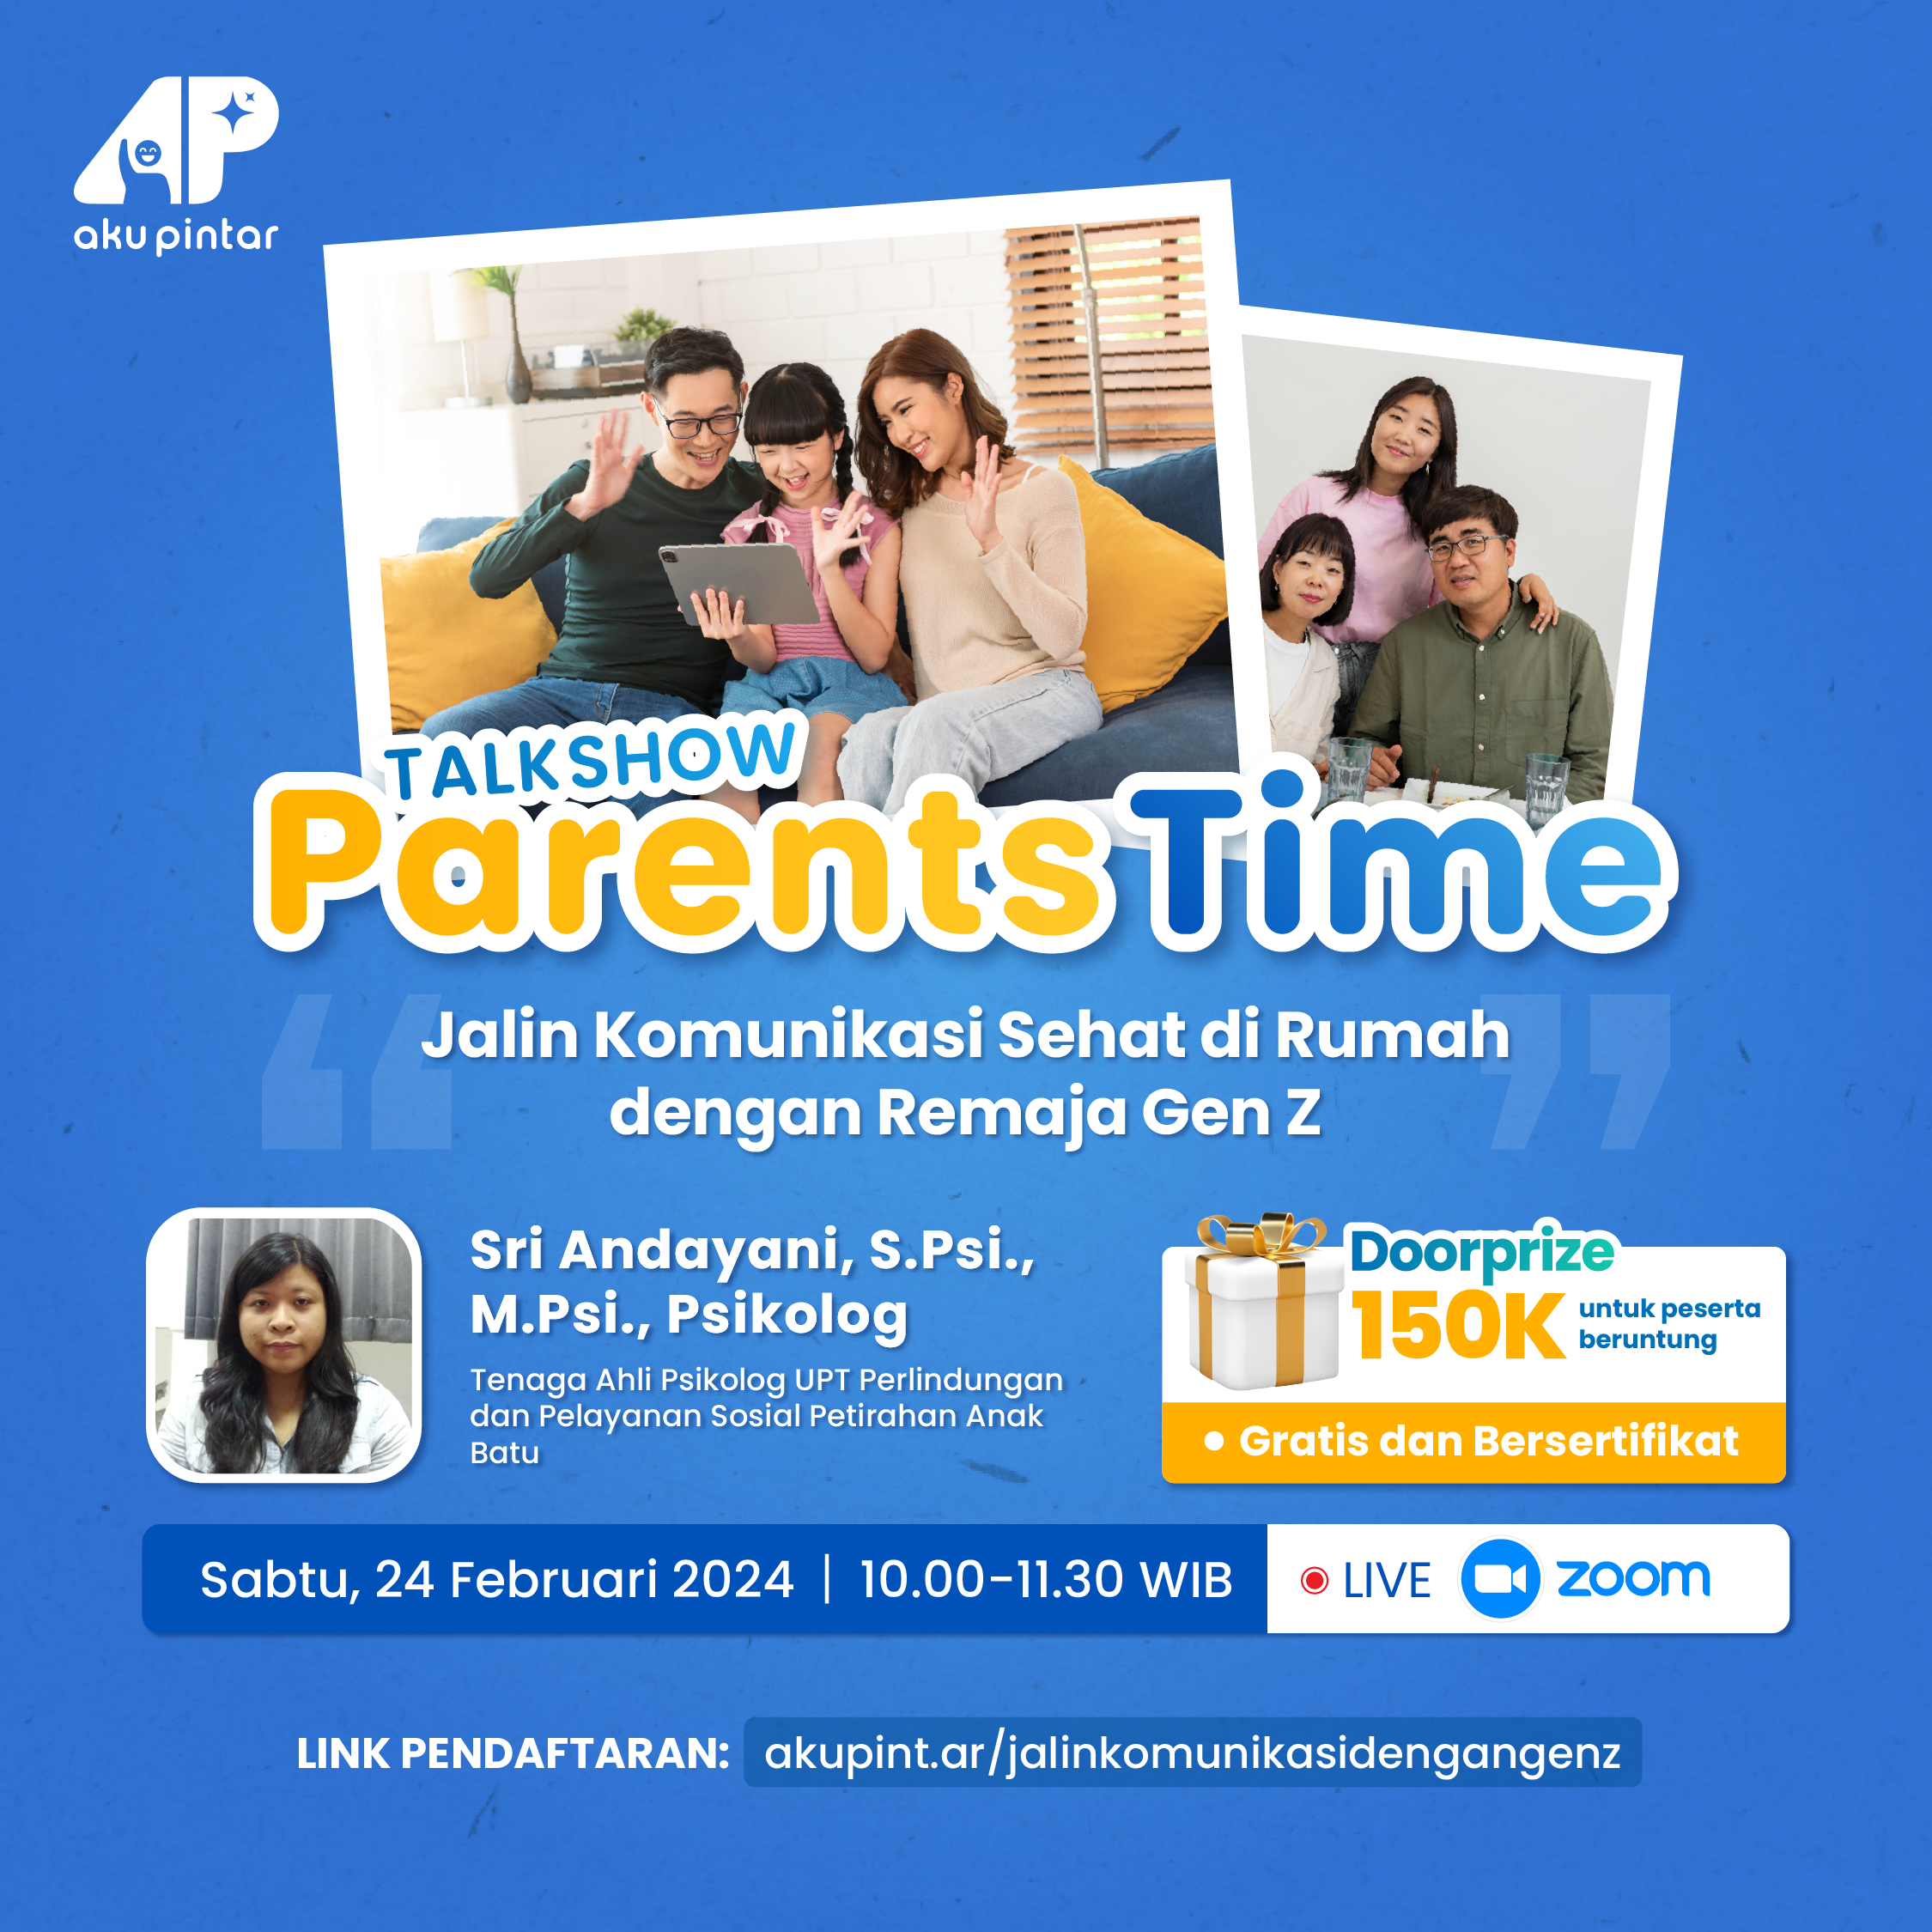 AP
aku pintar
TALKSHOW
Parents Time
Jalin Komunikasi Sehat di Rumah
dengan Remaja Gen Z
Sri Andayani, S.Psi.,
M.Psi., Psikolog
Tenaga Ahli Psikolog UPT Perlindungan
dan Pelayanan Sosial Petirahan Anak
Batu
Doorprize
150K
untuk peserta
beruntung
• Gratis dan Bersertifikat
Sabtu, 24 Februari 2024 | 10.00-11.30 WIB
LIVE
zoom
LINK PENDAFTARAN: akupint.ar/jalinkomunikasidengangenz